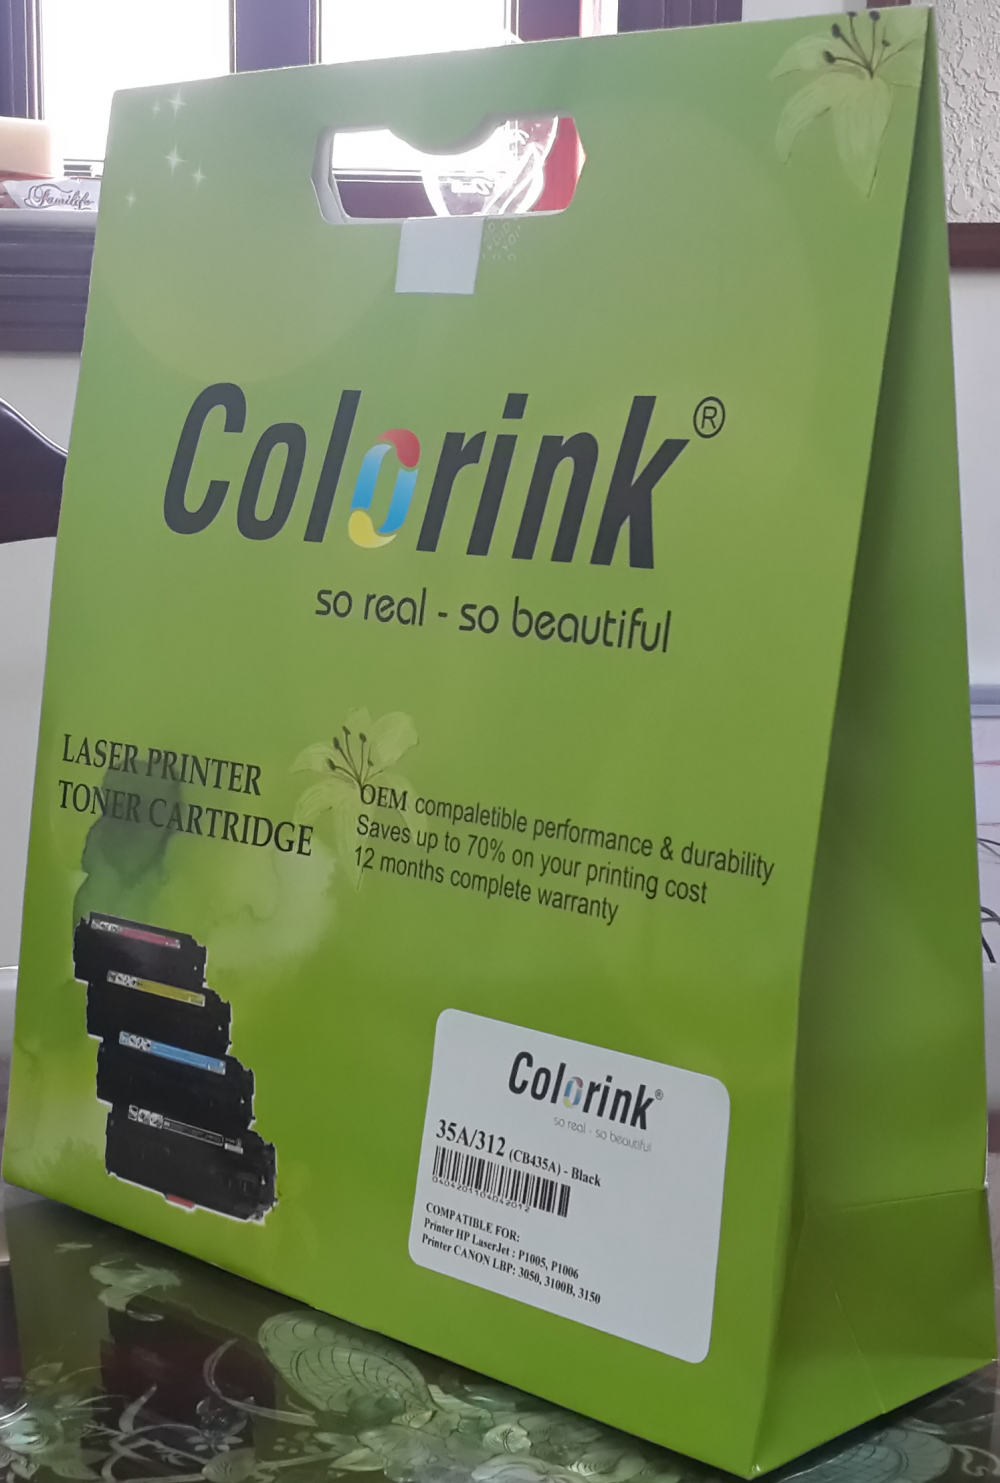 Familife
Colorink®
so real - so beautiful
LASER PRINTER
TONER CARTRIDGE
OEM compaletible performance & durability
Saves up to 70% on your printing cost
12 months complete warranty
Colorink®
so real - so beautiful
35A/312 (CB435A) - Black
0404201104042012
COMPATIBLE FOR:
Printer HP LaserJet : P1005, P1006
Printer CANON LBP: 3050, 3100B, 3150